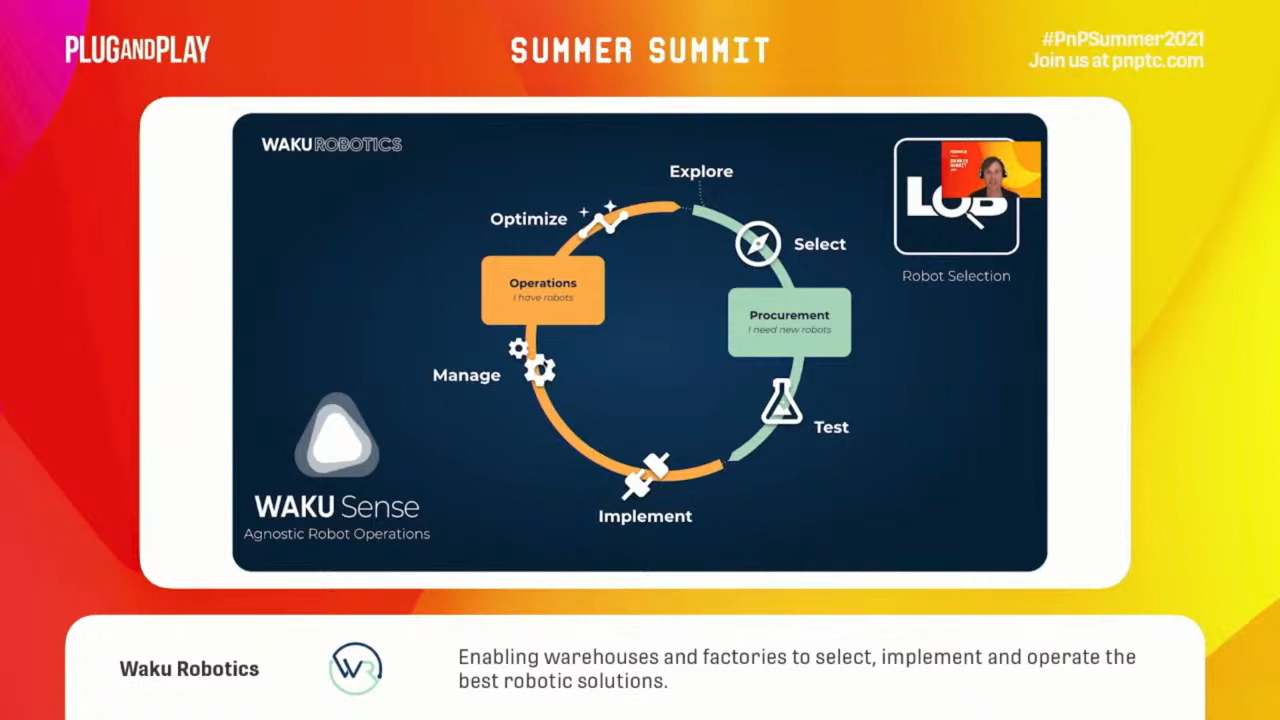 PLUGANDPLAY
SUMMER SUMMIT
#PnPSummer2021
Join us at pnptc.com
WAKU ROBOTICS
Explore
Optimize
Select
Operations
I have robots
Procurement
I need new robots
Robot Selection
Manage
Test
Implement
WAKU Sense
Agnostic Robot Operations
Waku Robotics
WR
Enabling warehouses and factories to select, implement and operate the
best robotic solutions.